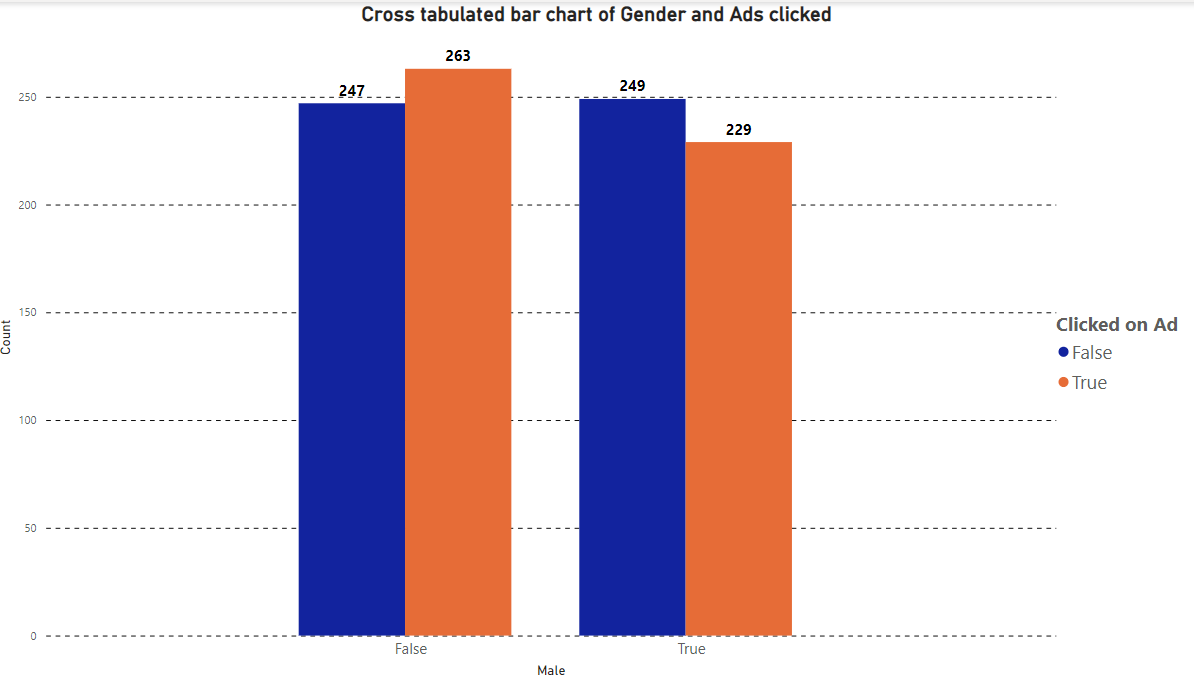 Cross tabulated bar chart of Gender and Ads clicked
263
247
249
229
250
200
150
100
50
0
Count
False
True
Male
Clicked on Ad
False
True